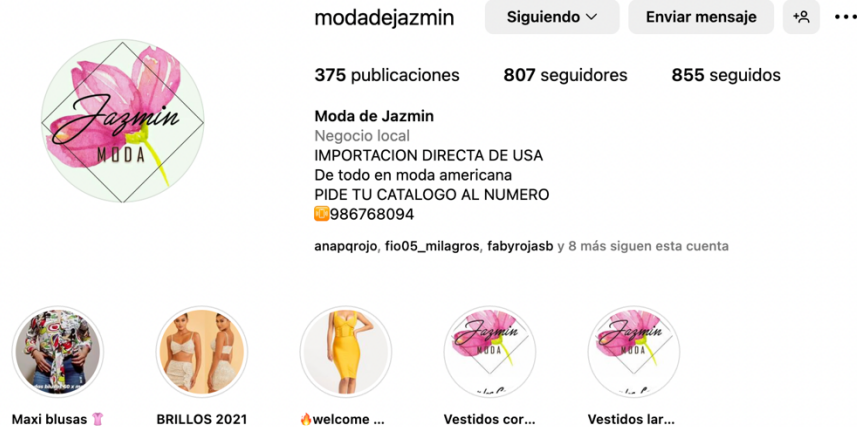 modadejazmin Siguiendo Enviar mensaje
375 publicaciones 807 seguidores 855 seguidos
Jazmin
MODA
Moda de Jazmin
Negocio local
IMPORTACION DIRECTA DE USA
De todo en moda americana
PIDE TU CATALOGO AL NUMERO
986768094
anapqrojo, fio05_milagros, fabyrojasb y 8 más siguen esta cuenta
Jazmin
MODA
Jazmin
MODA
Maxi blusas 👚 BRILLOS 2021 🔥welcome ... Vestidos cor... Vestidos lar...